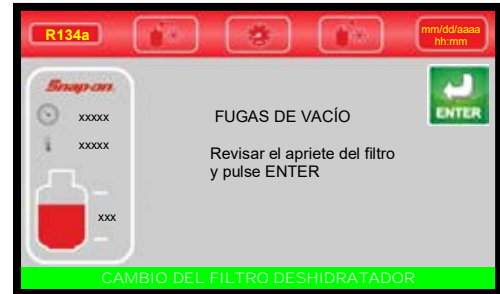 R134a
mm/dd/aaaa
hh:mm
Snap-on
xxxxx
xxxxx
xxx
FUGAS DE VACÍO
Revisar el apriete del filtro
y pulse ENTER
ENTER
CAMBIO DEL FILTRO DESHIDRATADOR